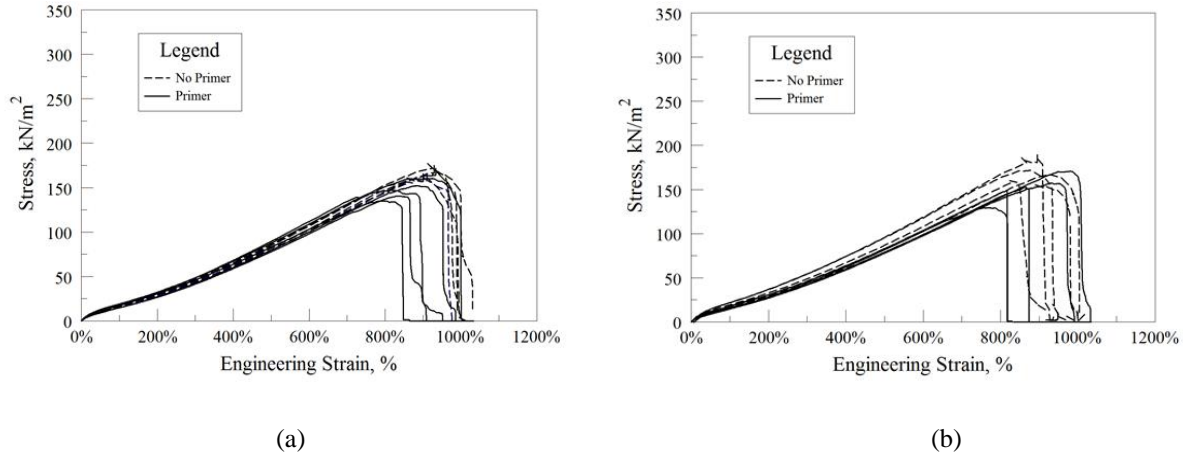 350
300
250
200
150
100
50
0
Stress, kN/m2
Legend
No Primer
Primer
0% 200% 400% 600% 800% 1000% 1200%
Engineering Strain, %
(a)
350
300
250
200
150
100
50
0
Stress, kN/m2
Legend
No Primer
Primer
0% 200% 400% 600% 800% 1000% 1200%
Engineering Strain, %
(b)